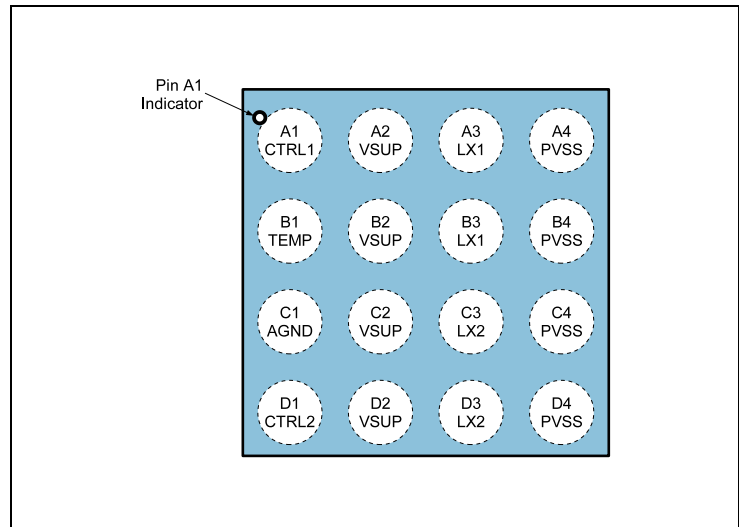 Pin A1
Indicator
A1 A2 A3 A4
CTRL1 VSUP LX1 PVSS
B1 B2 B3 B4
TEMP VSUP LX1 PVSS
C1 C2 C3 C4
AGND VSUP LX2 PVSS
D1 D2 D3 D4
CTRL2 VSUP LX2 PVSS